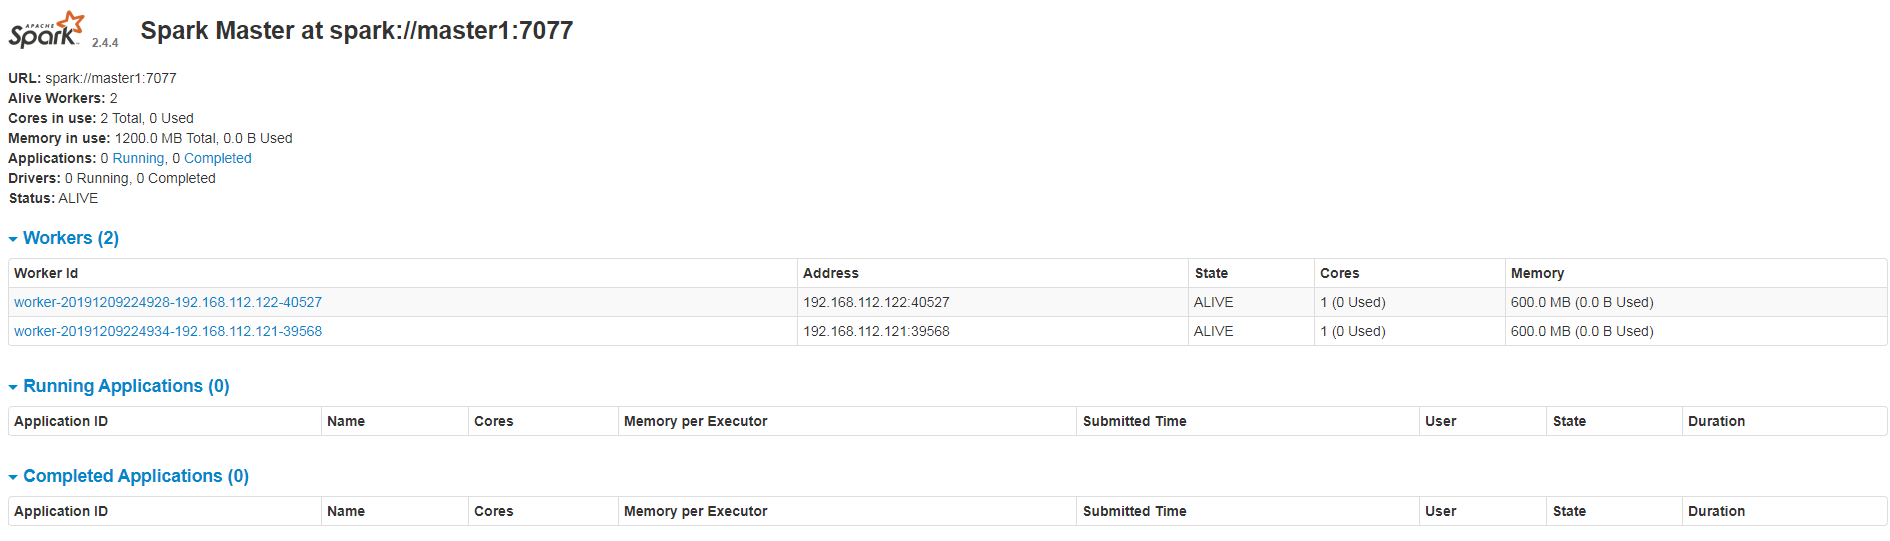 APACHE
Spark 2.4.4 Spark Master at spark://master1:7077
URL: spark://master1:7077
Alive Workers: 2
Cores in use: 2 Total, 0 Used
Memory in use: 1200.0 MB Total, 0.0 B Used
Applications: 0 Running, 0 Completed
Drivers: 0 Running, 0 Completed
Status: ALIVE
Workers (2)
Worker Id Address State Cores Memory
worker-20191209224928-192.168.112.122-40527 192.168.112.122:40527 ALIVE 1 (0 Used) 600.0 MB (0.0 B Used)
worker-20191209224934-192.168.112.121-39568 192.168.112.121:39568 ALIVE 1 (0 Used) 600.0 MB (0.0 B Used)
Running Applications (0)
Application ID Name Cores Memory per Executor Submitted Time User State Duration
Completed Applications (0)
Application ID Name Cores Memory per Executor Submitted Time User State Duration